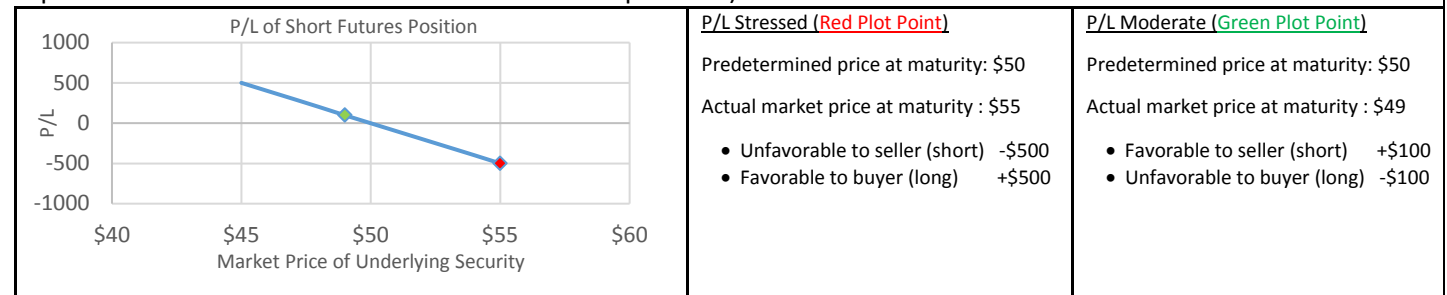 P/L of Short Futures Position
1000
500
0
-500
-1000
P/L
$40 $45 $50 $55 $60
Market Price of Underlying Security
P/L Stressed (Red Plot Point)
Predetermined price at maturity: $50
Actual market price at maturity : $55
• Unfavorable to seller (short) -$500
• Favorable to buyer (long) +$500
P/L Moderate (Green Plot Point)
Predetermined price at maturity: $50
Actual market price at maturity : $49
• Favorable to seller (short) +$100
• Unfavorable to buyer (long) -$100